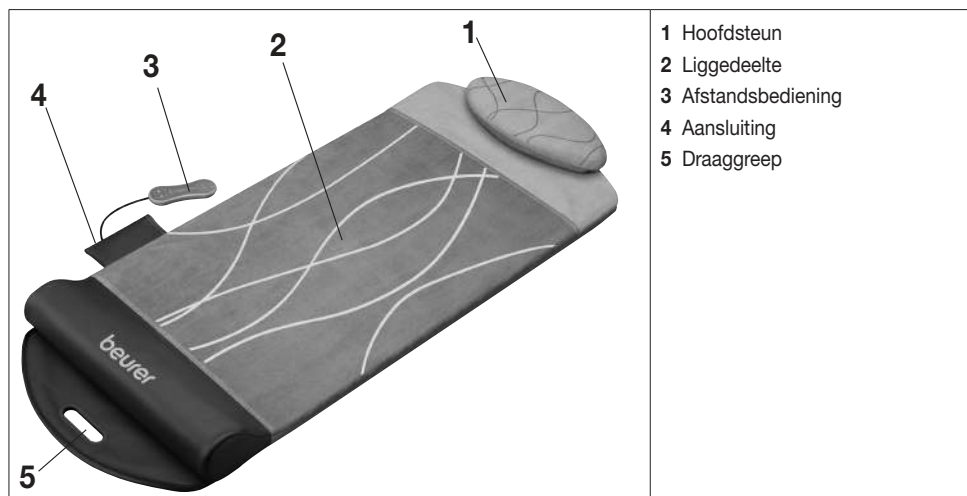 1
2
3
4
5
beurer
1 Hoofdsteun
2 Liggedeelte
3 Afstandsbediening
4 Aansluiting
5 Draaggreep